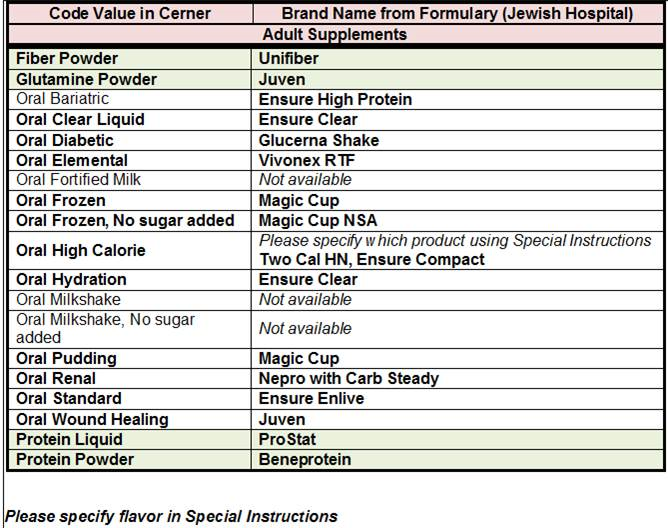 Code Value in Cerner Brand Name from Formulary (Jewish Hospital)
Adult Supplements
Fiber Powder Unifiber
Glutamine Powder Juven
Oral Bariatric Ensure High Protein
Oral Clear Liquid Ensure Clear
Oral Diabetic Glucerna Shake
Oral Elemental Vivonex RTF
Oral Fortified Milk Not available
Oral Frozen Magic Cup
Oral Frozen, No sugar added Magic Cup NSA
Oral High Calorie Please specify which product using Special Instructions
Two Cal HN, Ensure Compact
Oral Hydration Ensure Clear
Oral Milkshake Not available
Oral Milkshake, No sugar
added Not available
Oral Pudding Magic Cup
Oral Renal Nepro with Carb Steady
Oral Standard Ensure Enlive
Oral Wound Healing Juven
Protein Liquid ProStat
Protein Powder Beneprotein
Please specify flavor in Special Instructions